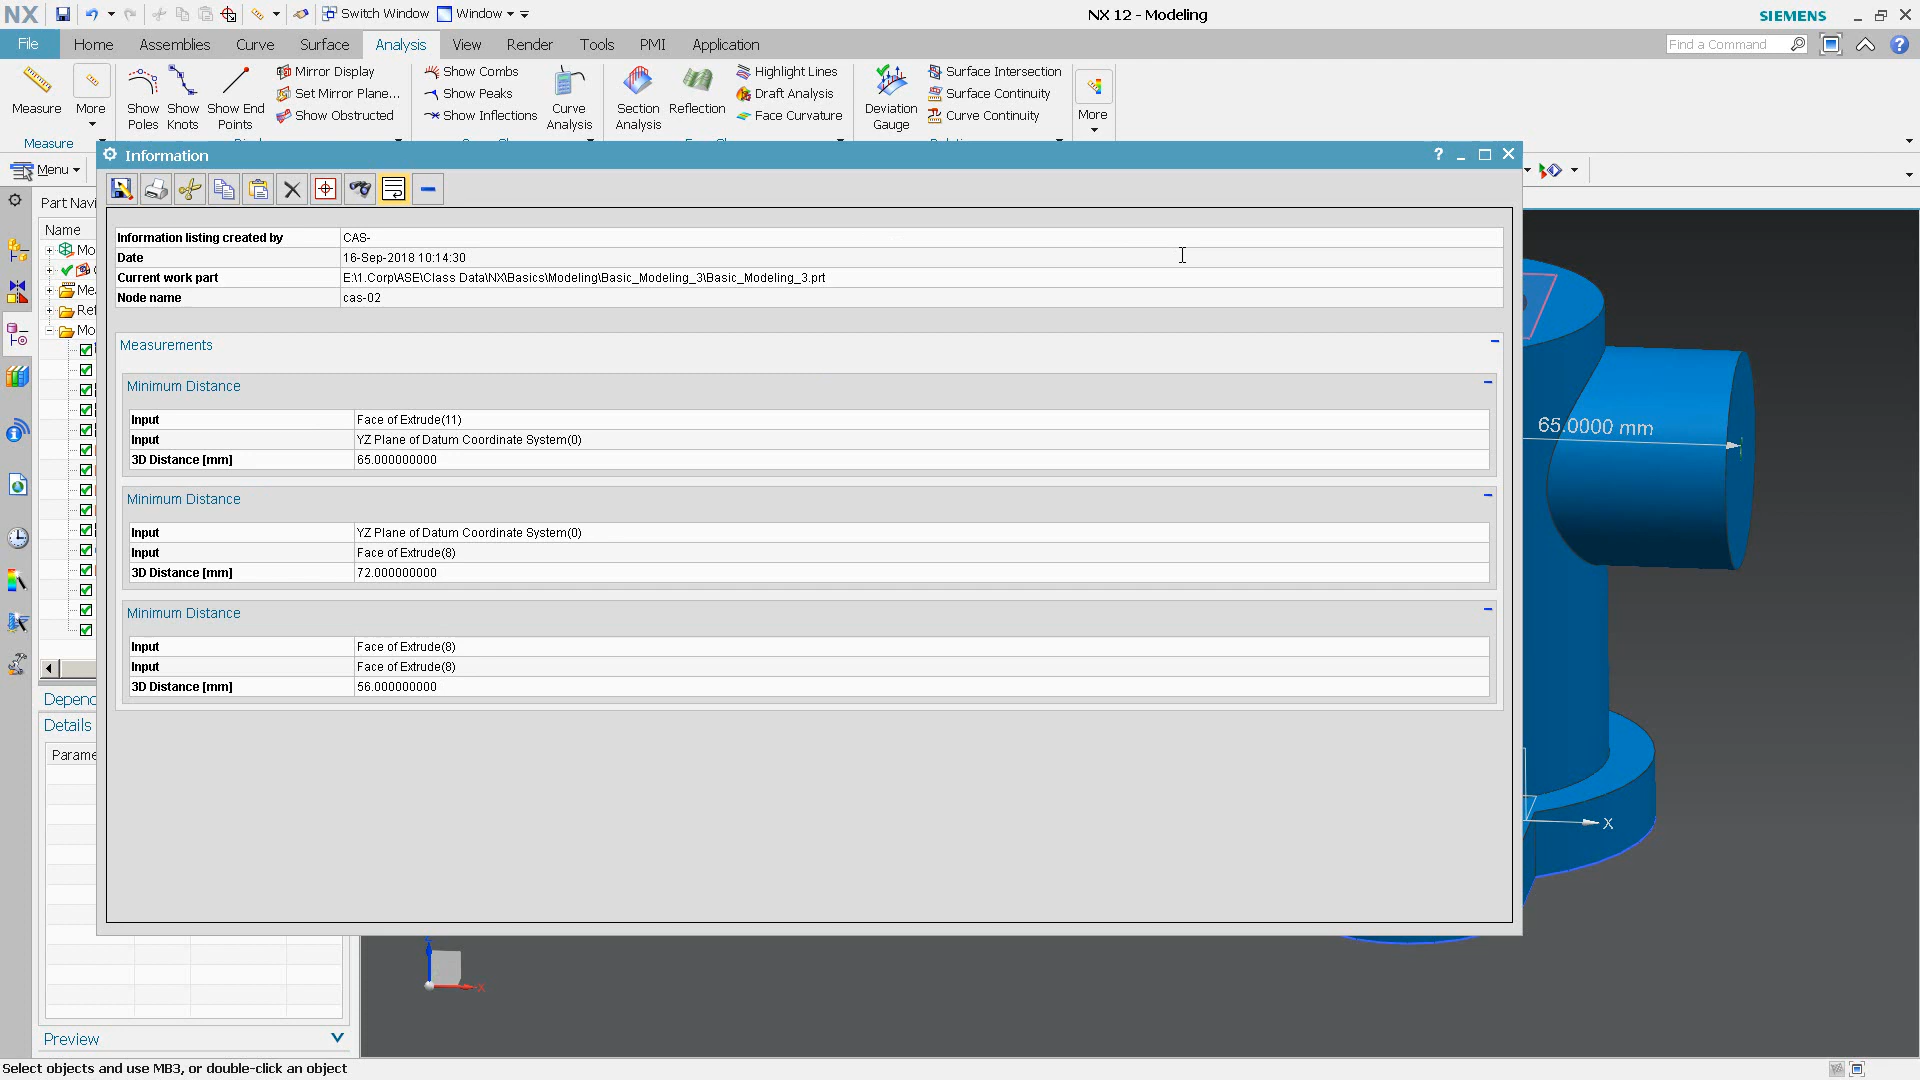 NX
Switch Window Window
NX 12 - Modeling
SIEMENS
File Home Assemblies Curve Surface Analysis View Render Tools PMI Application
Find a Command
Measure
More
Show Poles
Show Knots
Show End Points
Mirror Display
Set Mirror Plane...
Show Obstructed
Show Combs
Show Peaks
Show Inflections
Curve Analysis
Section Analysis
Reflection
Highlight Lines
Draft Analysis
Face Curvature
Deviation Gauge
Surface Intersection
Surface Continuity
Curve Continuity
More
Measure
Menu
Information
Part Navi
Name
Mo
Me
Ref
Mo
Information listing created by CAS-
Date 16-Sep-2018 10:14:30
Current work part E:\1.Corp\ASE\Class Data\NX\Basics\Modeling\Basic_Modeling_3\Basic_Modeling_3.prt
Node name cas-02
Measurements
Minimum Distance
Input Face of Extrude(11)
Input YZ Plane of Datum Coordinate System(0)
3D Distance [mm] 65.000000000
Minimum Distance
Input YZ Plane of Datum Coordinate System(0)
Input Face of Extrude(8)
3D Distance [mm] 72.000000000
Minimum Distance
Input Face of Extrude(8)
Input Face of Extrude(8)
3D Distance [mm] 56.000000000
65.0000 mm
X
Depend
Details
Parame
X
Preview
Select objects and use MB3, or double-click an object